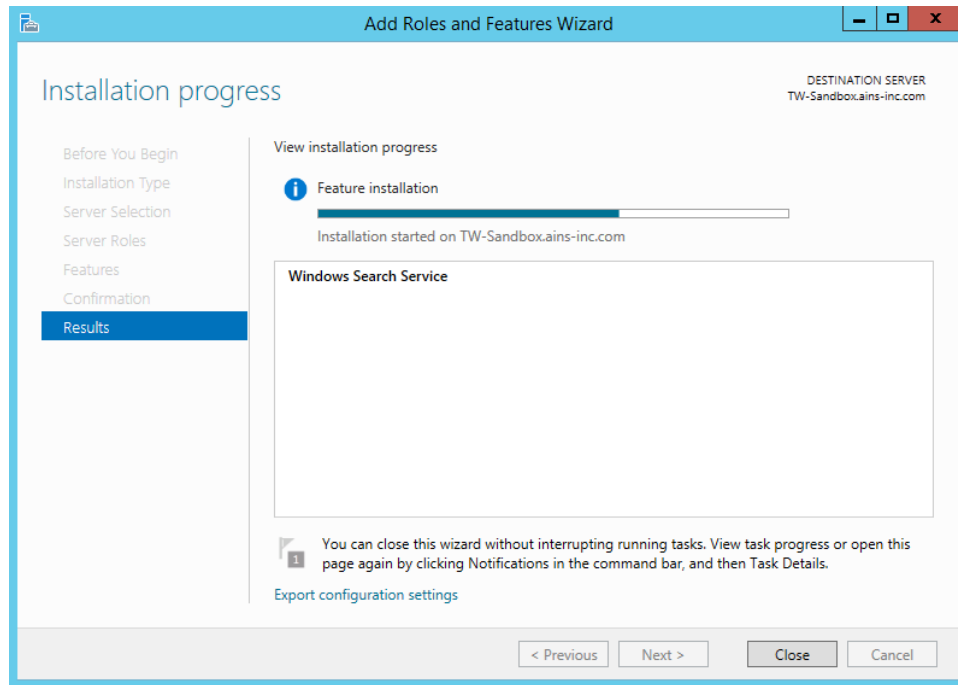 Add Roles and Features Wizard
Installation progress
DESTINATION SERVER
TW-Sandbox.ains-inc.com
Before You Begin
Installation Type
Server Selection
Server Roles
Features
Confirmation
Results
View installation progress
Feature installation
Installation started on TW-Sandbox.ains-inc.com
Windows Search Service
1
You can close this wizard without interrupting running tasks. View task progress or open this
page again by clicking Notifications in the command bar, and then Task Details.
Export configuration settings
< Previous
Next >
Close
Cancel